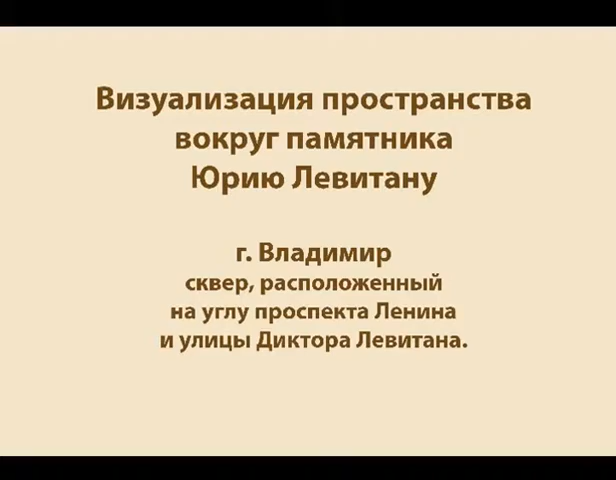 Визуализация пространства
вокруг памятника
Юрию Левитану
г. Владимир
сквер, расположенный
на углу проспекта Ленина
и улицы Диктора Левитана.